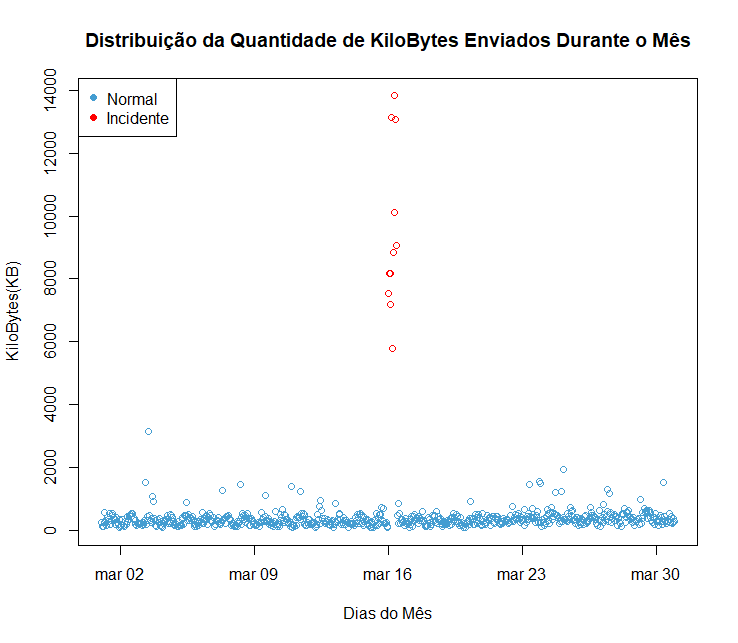 Distribuição da Quantidade de KiloBytes Enviados Durante o Mês
Normal
Incidente
KiloBytes(KB)
14000
12000
10000
8000
6000
4000
2000
0
mar 02
mar 09
mar 16
mar 23
mar 30
Dias do Mês